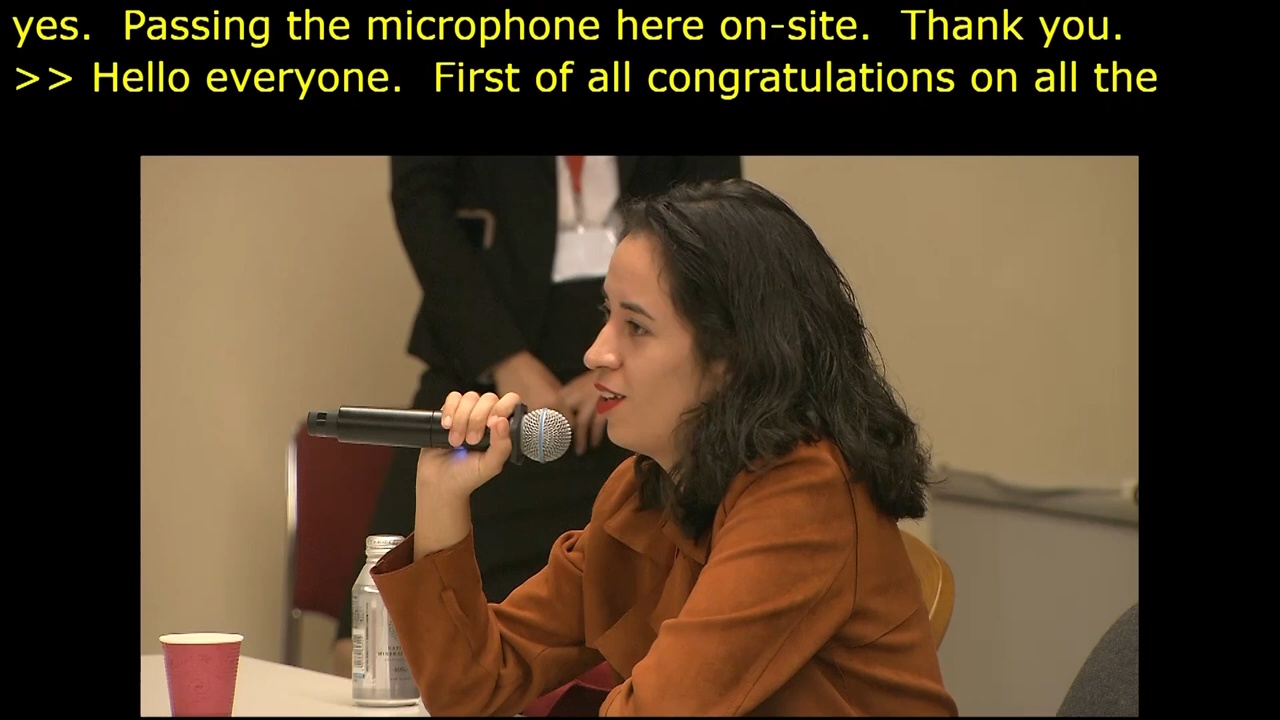 yes.  Passing the microphone here on-site.  Thank you.
>> Hello everyone.  First of all congratulations on all the